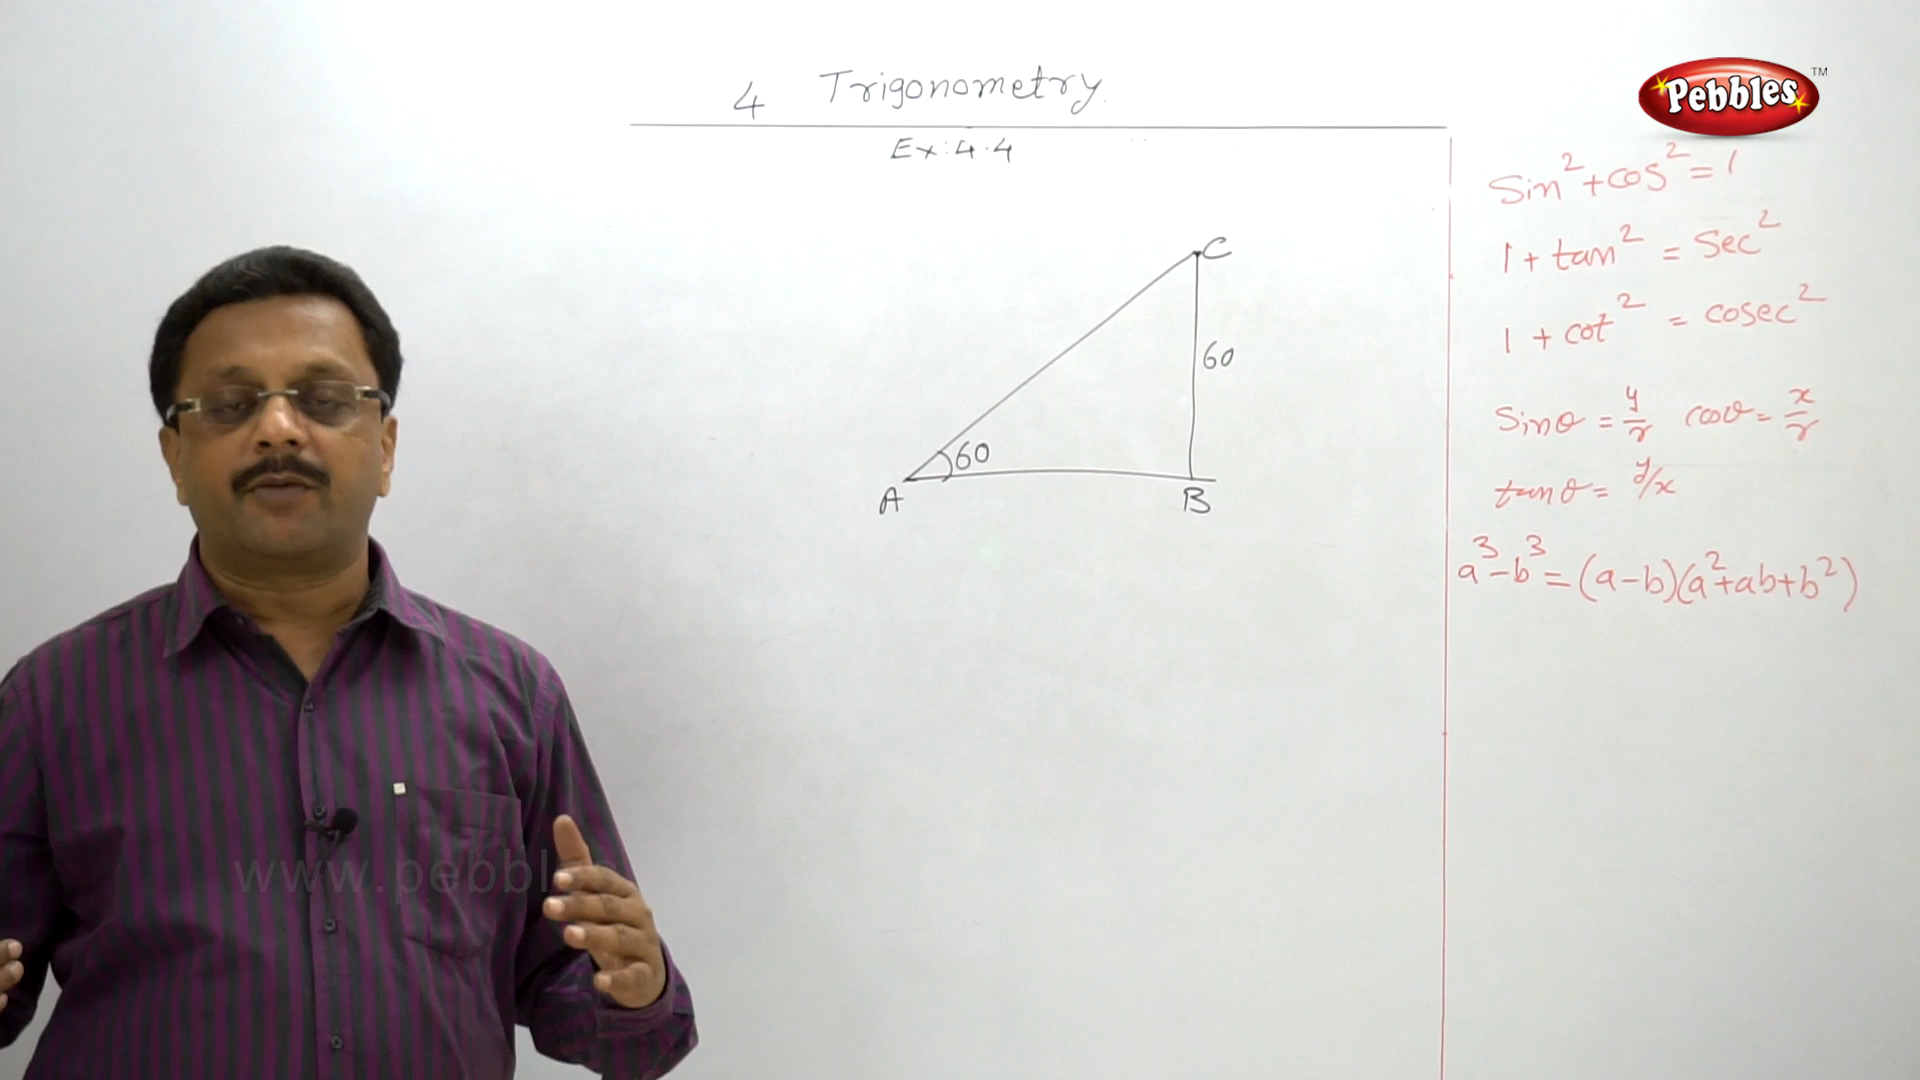 4 Trigonometry
Ex: 4.4
C
60
60
A
B
Pebbles™
Sin²+cos²=1
1+tan²=Sec²
1+cot²=cosec²
Sinθ=y/r cosθ=x/r
tanθ=y/x
a³-b³=(a-b)(a²+ab+b²)
www.pebbles